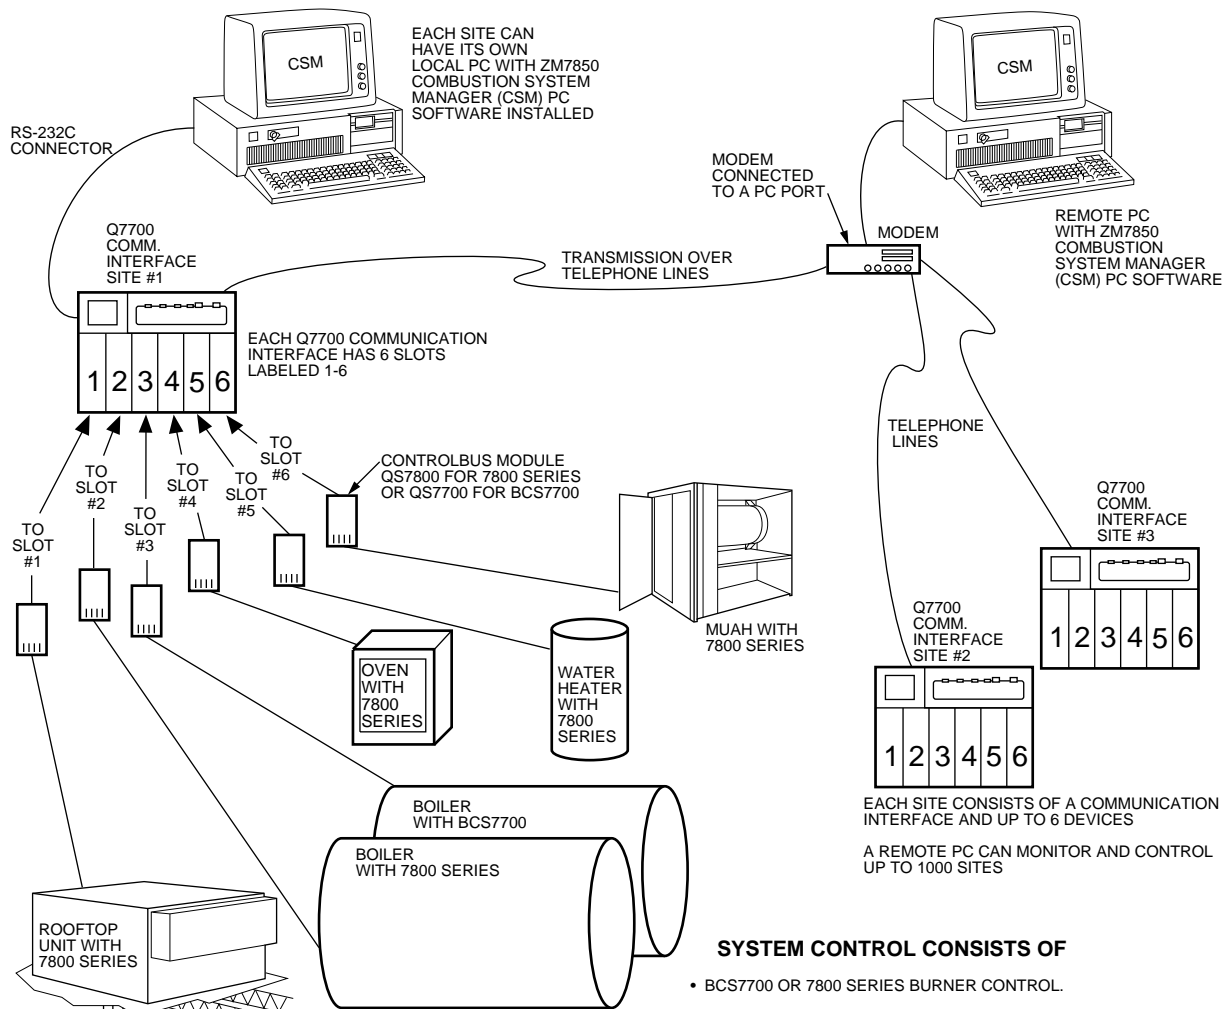 CSM
EACH SITE CAN
HAVE ITS OWN
LOCAL PC WITH ZM7850
COMBUSTION SYSTEM
MANAGER (CSM) PC
SOFTWARE INSTALLED
CSM
RS-232C
CONNECTOR
MODEM
CONNECTED
TO A PC PORT
REMOTE PC
WITH ZM7850
COMBUSTION
SYSTEM MANAGER
(CSM) PC SOFTWARE
Q7700
COMM.
INTERFACE
SITE #1
TRANSMISSION OVER
TELEPHONE LINES
MODEM
EACH Q7700 COMMUNICATION
INTERFACE HAS 6 SLOTS
LABELED 1-6
1 2 3 4 5 6
TELEPHONE
LINES
TO
SLOT
#1
TO
SLOT
#2
TO
SLOT
#3
TO
SLOT
#4
TO
SLOT
#5
TO
SLOT
#6
CONTROLBUS MODULE
QS7800 FOR 7800 SERIES
OR QS7700 FOR BCS7700
Q7700
COMM.
INTERFACE
SITE #3
1 2 3 4 5 6
Q7700
COMM.
INTERFACE
SITE #2
1 2 3 4 5 6
MUAH WITH
7800 SERIES
OVEN
WITH
7800
SERIES
WATER
HEATER
WITH
7800
SERIES
BOILER
WITH BCS7700
BOILER
WITH 7800 SERIES
ROOFTOP
UNIT WITH
7800 SERIES
EACH SITE CONSISTS OF A COMMUNICATION
INTERFACE AND UP TO 6 DEVICES
A REMOTE PC CAN MONITOR AND CONTROL
UP TO 1000 SITES
SYSTEM CONTROL CONSISTS OF
• BCS7700 OR 7800 SERIES BURNER CONTROL.